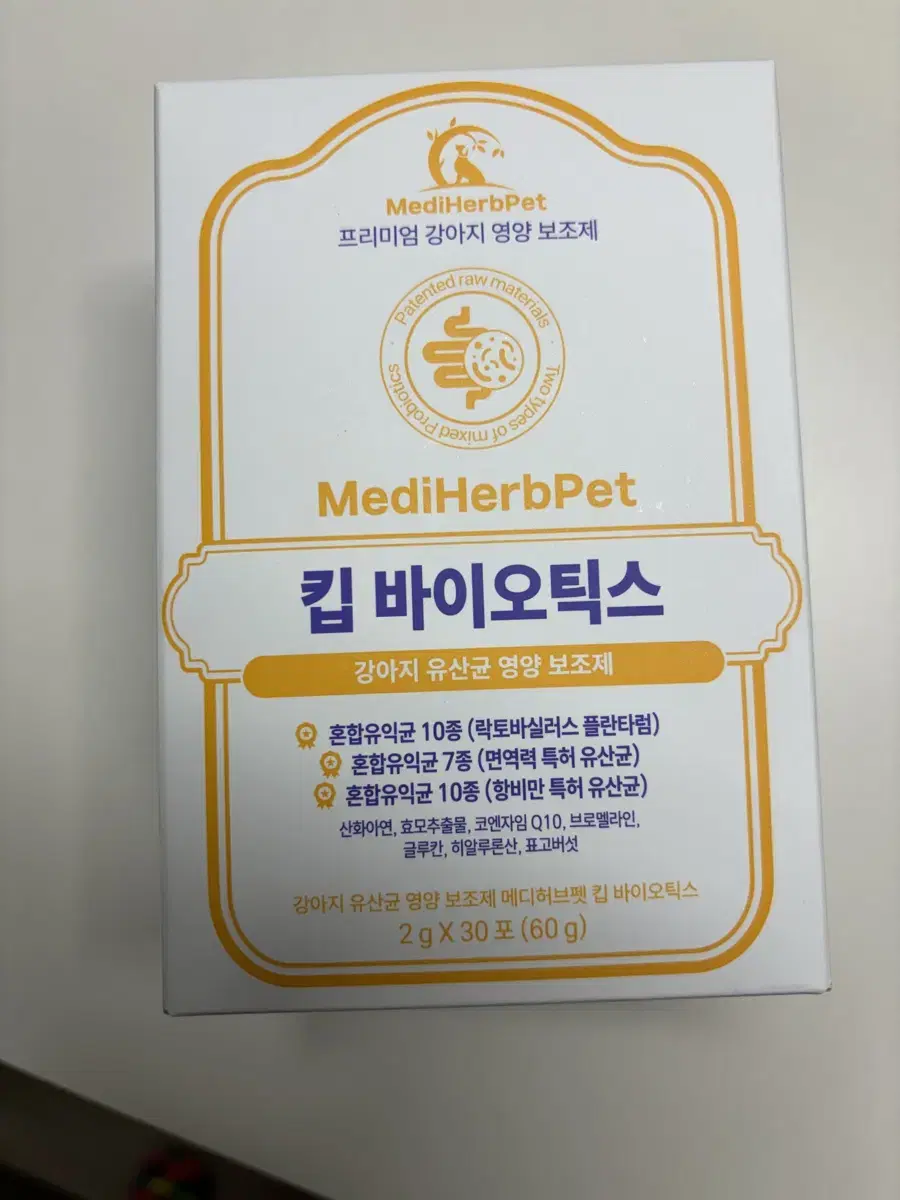 MediHerbPet
프리미엄 강아지 영양 보조제
Patented raw materials
Two types of mixed Probiotics
MediHerbPet
킵 바이오틱스
강아지 유산균 영양 보조제
혼합유익균 10종 (락토바실러스 플란타럼)
혼합유익균 7종 (면역력 특허 유산균)
혼합유익균 10종 (항비만 특허 유산균)
산화아연, 효모추출물, 코엔자임 Q10, 브로멜라인,
글루칸, 히알루론산, 표고버섯
강아지 유산균 영양 보조제 메디허브펫 킵 바이오틱스
2 g X 30 포 (60 g)